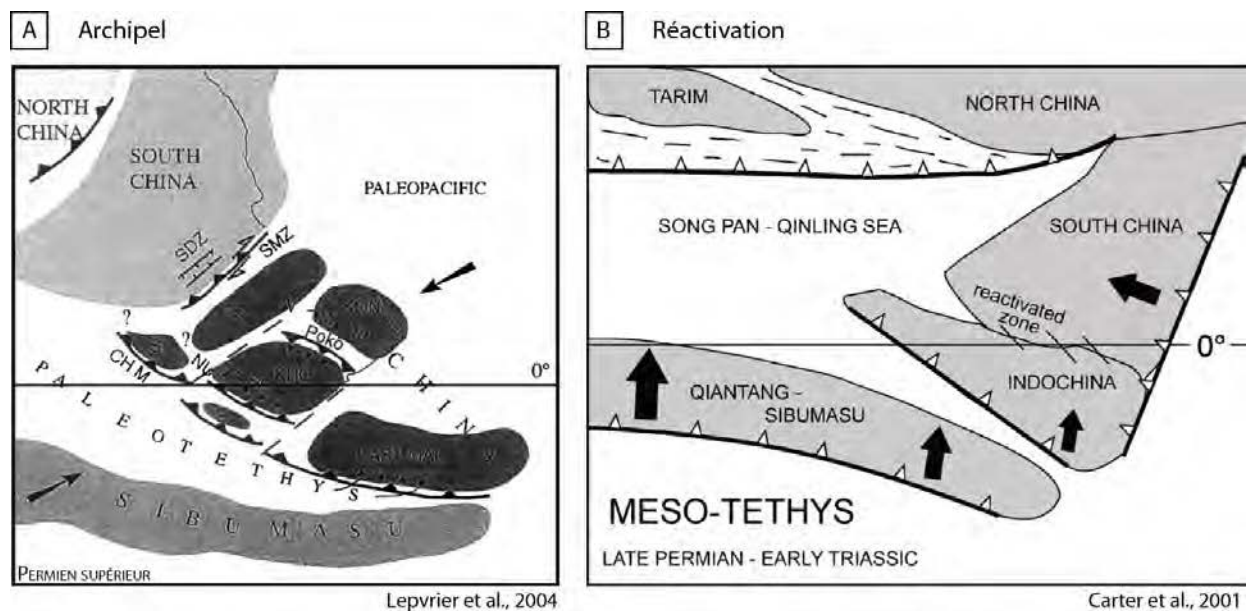 A Archipel
NORTH
CHINA
SOUTH
CHINA
PALEOPACIFIC
SDZ
SMZ
?
?
Poko
CHM
0°
PALEOTETHYS
SIBUMASU
PERMIEN SUPÉRIEUR
Lepvrier et al., 2004
B Réactivation
TARIM
NORTH CHINA
SONG PAN - QINLING SEA
SOUTH
CHINA
reactivated
zone
0°
INDOCHINA
QIANTANG -
SIBUMASU
MESO-TETHYS
LATE PERMIAN - EARLY TRIASSIC
Carter et al., 2001